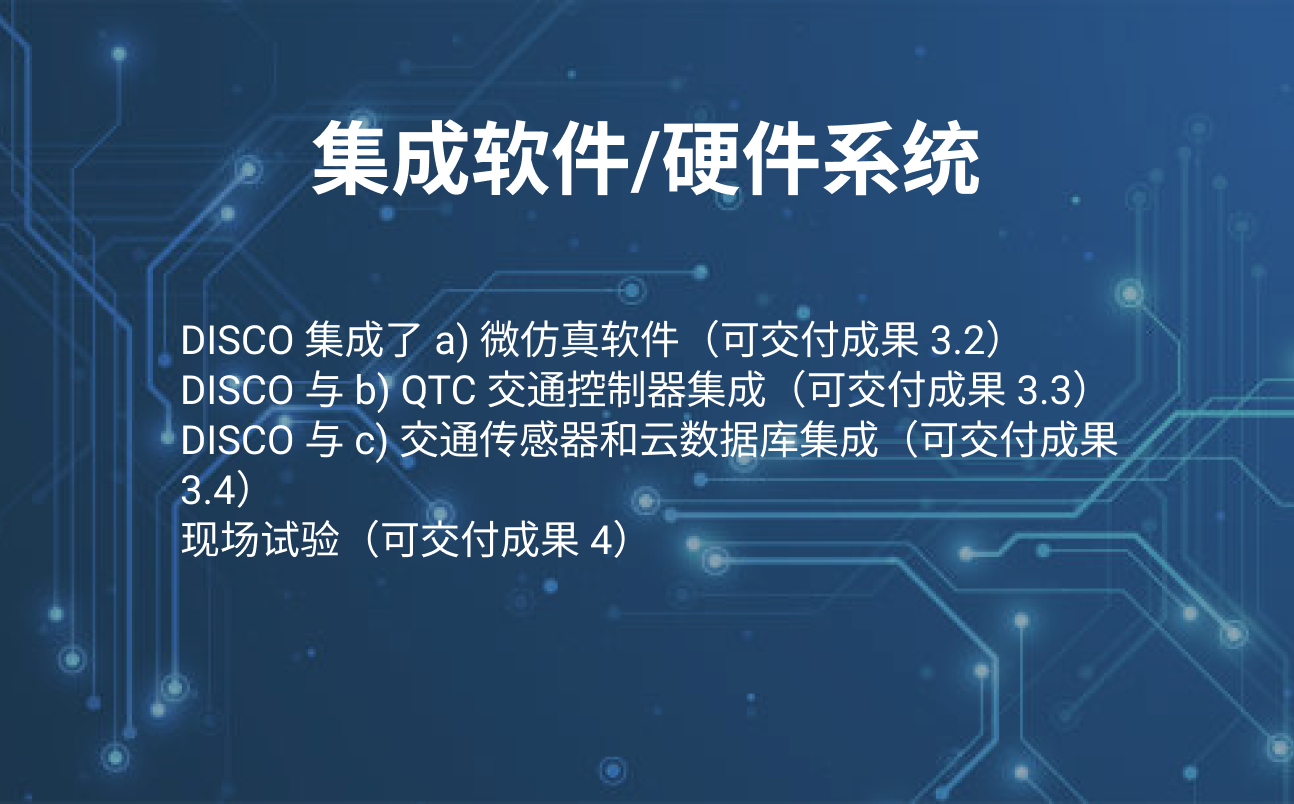 集成软件/硬件系统
DISCO 集成了 a) 微仿真软件（可交付成果 3.2）
DISCO 与 b) QTC 交通控制器集成（可交付成果 3.3）
DISCO 与 c) 交通传感器和云数据库集成（可交付成果
3.4）
现场试验（可交付成果 4）